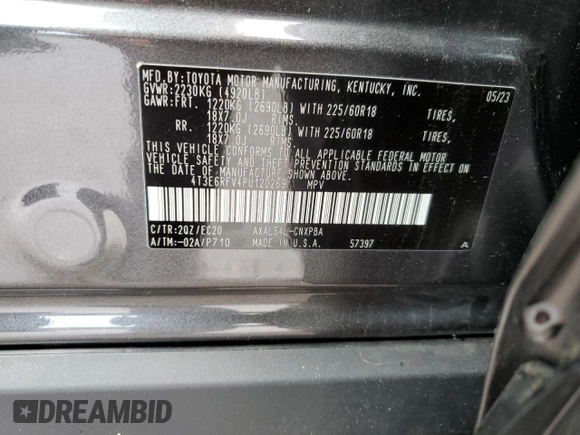 MFD. BY: TOYOTA MOTOR MANUFACTURING, KENTUCKY, INC.
GVWR: 2230KG (4920LB) 05/23
GAWR: FRT. 1220KG (2690LB) WITH 225/60R18 TIRES,
18X7.0J RIMS.
RR. 1220KG (2690LB) WITH 225/60R18 TIRES,
18X7.0J RIMS.
THIS VEHICLE CONFORMS TO ALL APPLICABLE FEDERAL MOTOR
VEHICLE SAFETY AND THEFT PREVENTION STANDARDS IN EFFECT ON
THE DATE OF MANUFACTURE SHOWN ABOVE.
4T3E6RFV4PU120269 MPV
C/TR: 2QZ/EC20 AXAL54L-CNXPBA
A/TM: -02A/P710 MADE IN U.S.A. 57397 A
DREAMBID